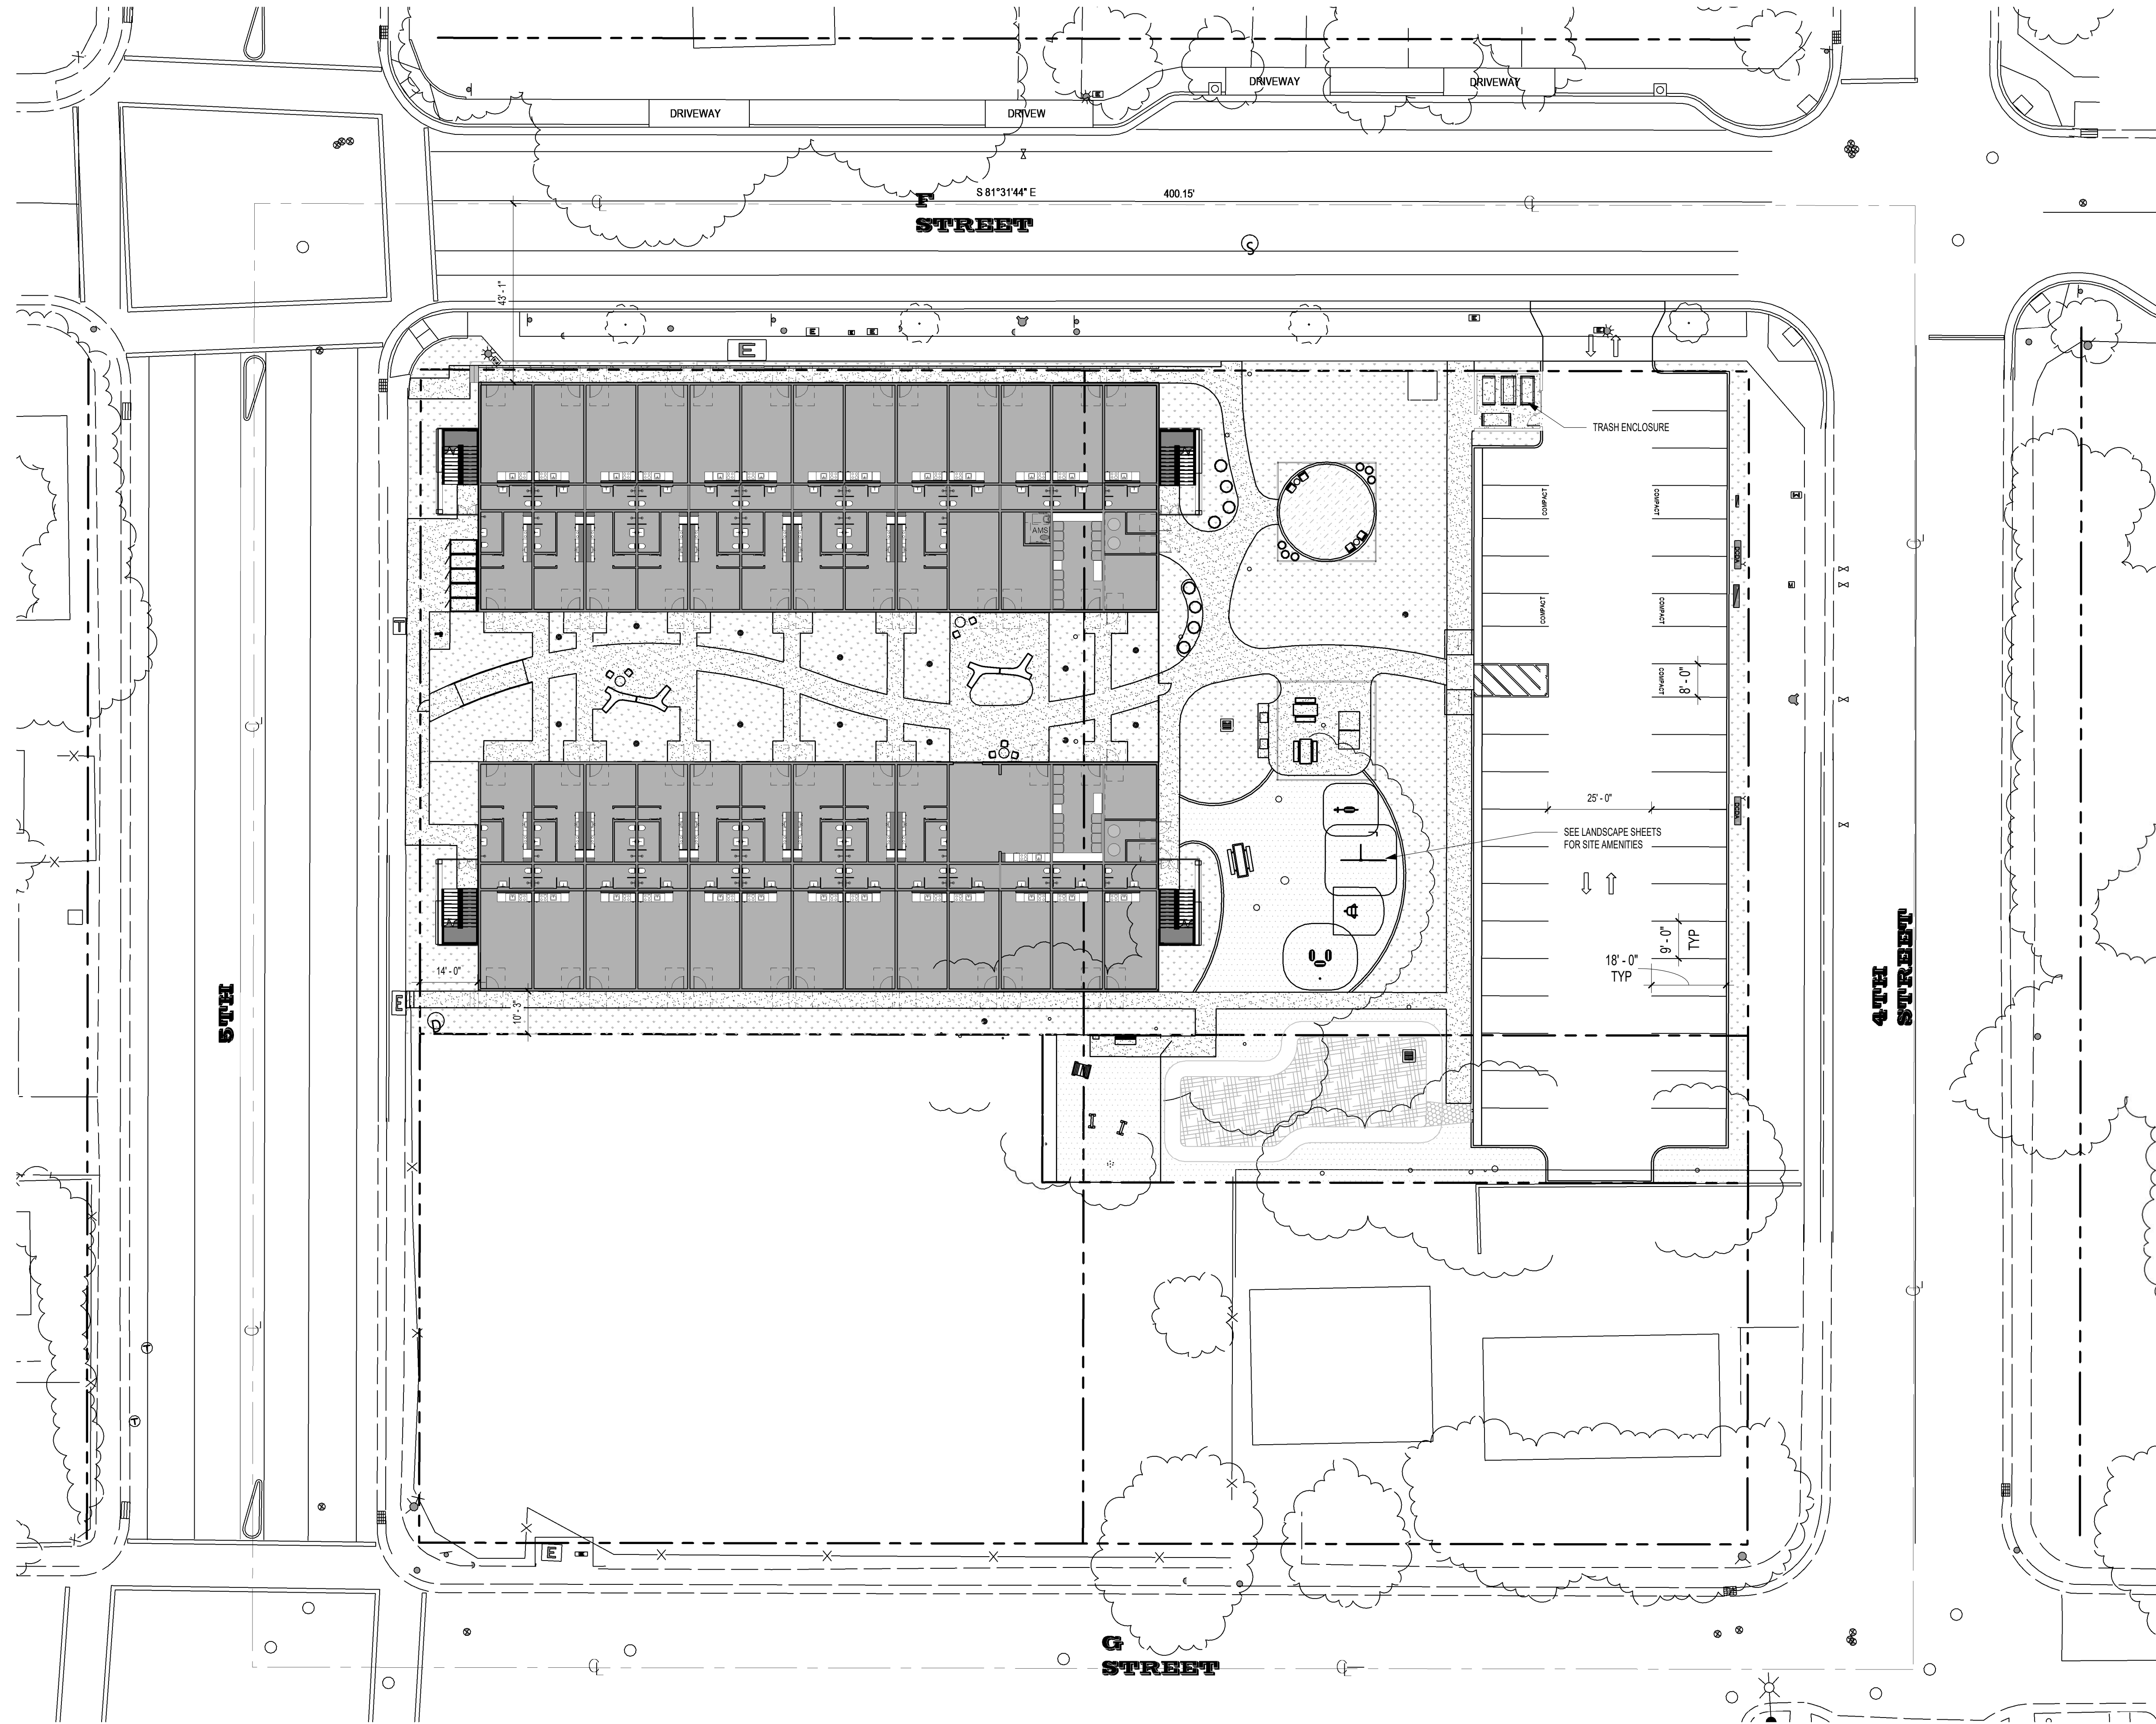 DRIVEWAY
DRIVEWAY
DRIVEWAY
DRIVEW
S 81°31'44" E
400.15'
F
STREET
S
43' - 1"
E
TRASH ENCLOSURE
COMPACT
COMPACT
AMS
COMPACT
COMPACT
T
COMPACT
8' - 0"
25' - 0"
SEE LANDSCAPE SHEETS
FOR SITE AMENITIES
9' - 0"
TYP
18' - 0"
TYP
14' - 0"
10' - 3"
E
D
5TH
4TH
STREET
E
G
STREET